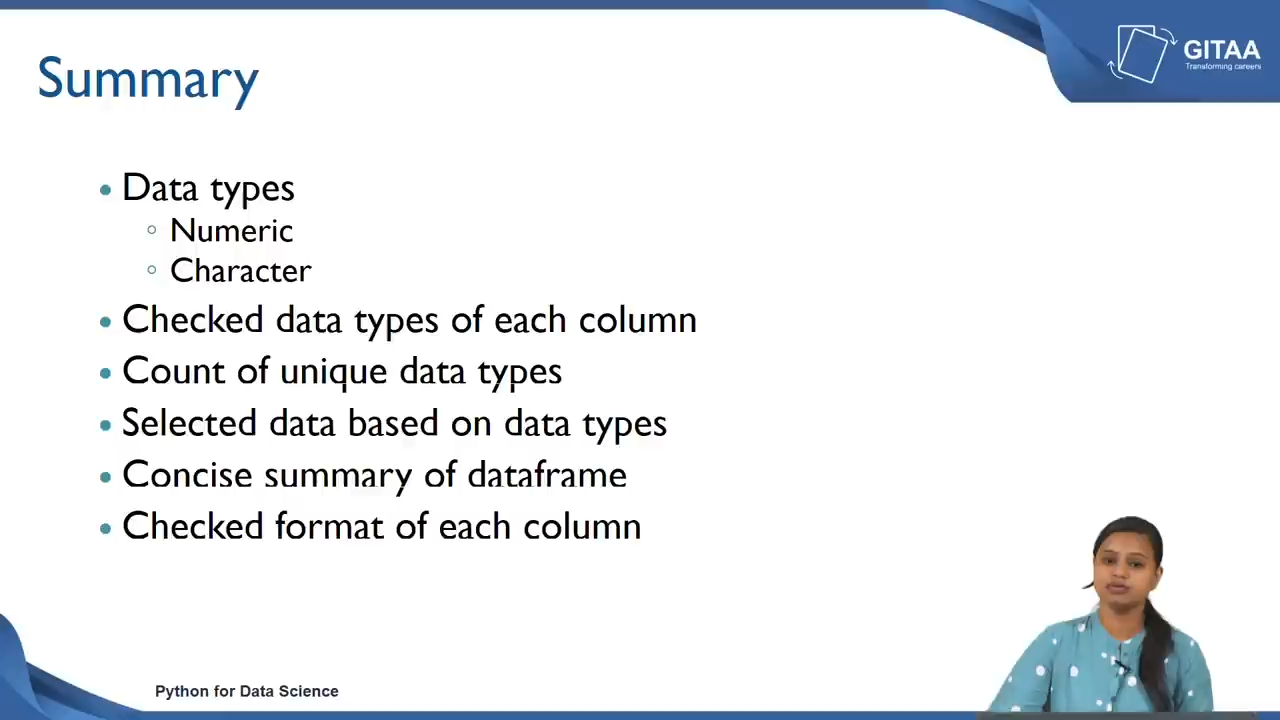 GITAA
Transforming careers
Summary
Data types
Numeric
Character
Checked data types of each column
Count of unique data types
Selected data based on data types
Concise summary of dataframe
Checked format of each column
Python for Data Science